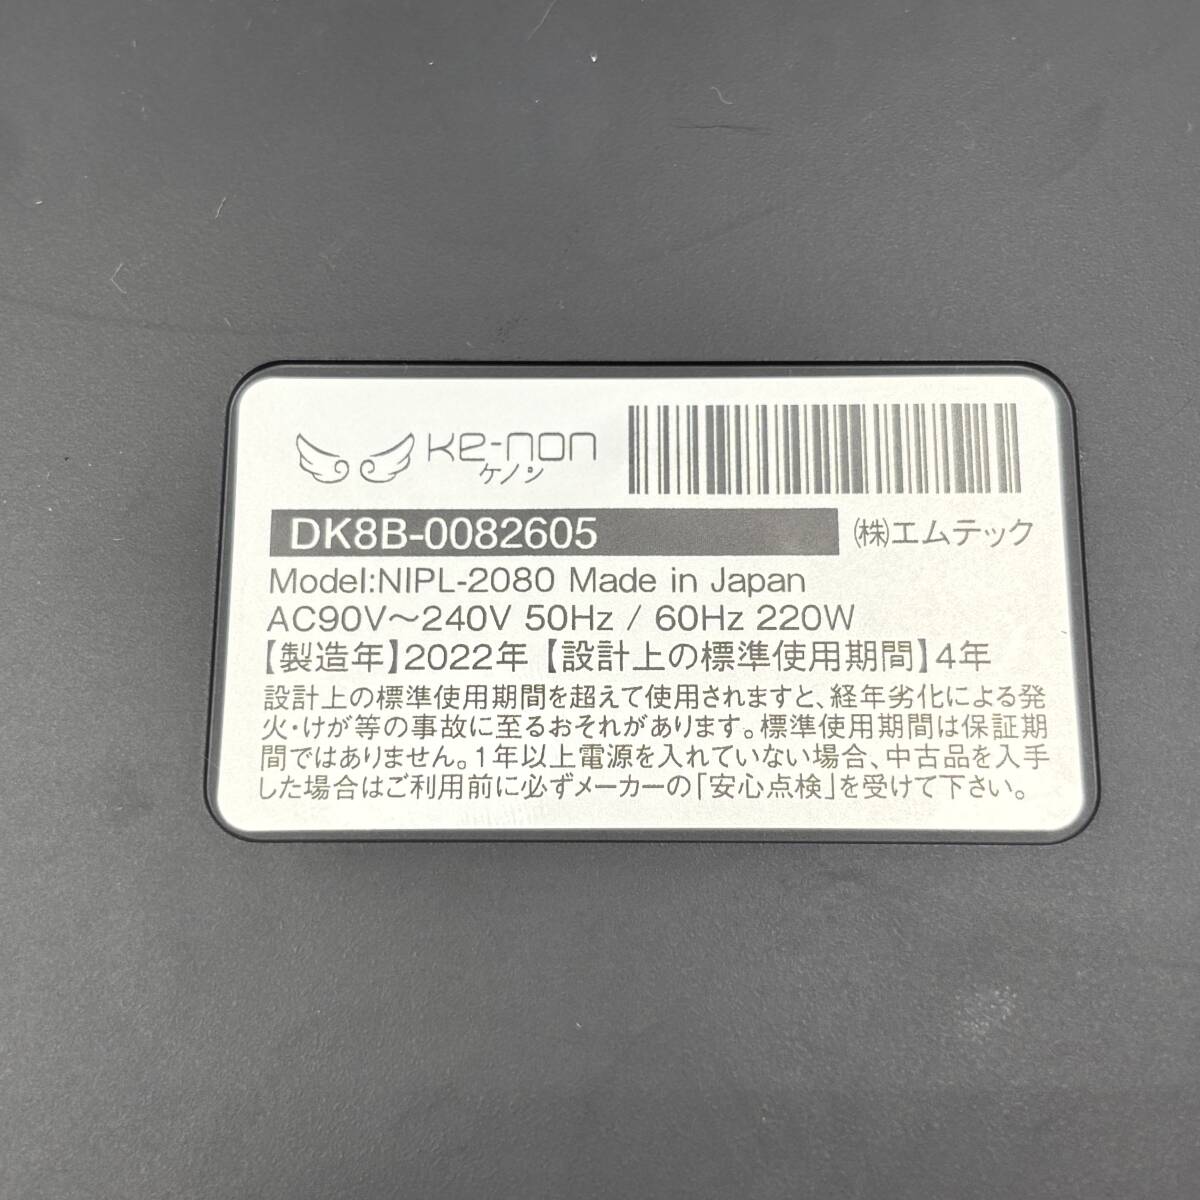 ke-non
ケノン
DK8B-0082605
㈱エムテック
Model:NIPL-2080 Made in Japan
AC90V～240V 50Hz / 60Hz 220W
【製造年】2022年【設計上の標準使用期間】4年
設計上の標準使用期間を超えて使用されますと、経年劣化による発
火・けが等の事故に至るおそれがあります。標準使用期間は保証期
間ではありません。1年以上電源を入れていない場合、中古品を入手
した場合はご利用前に必ずメーカーの「安心点検」を受けて下さい。